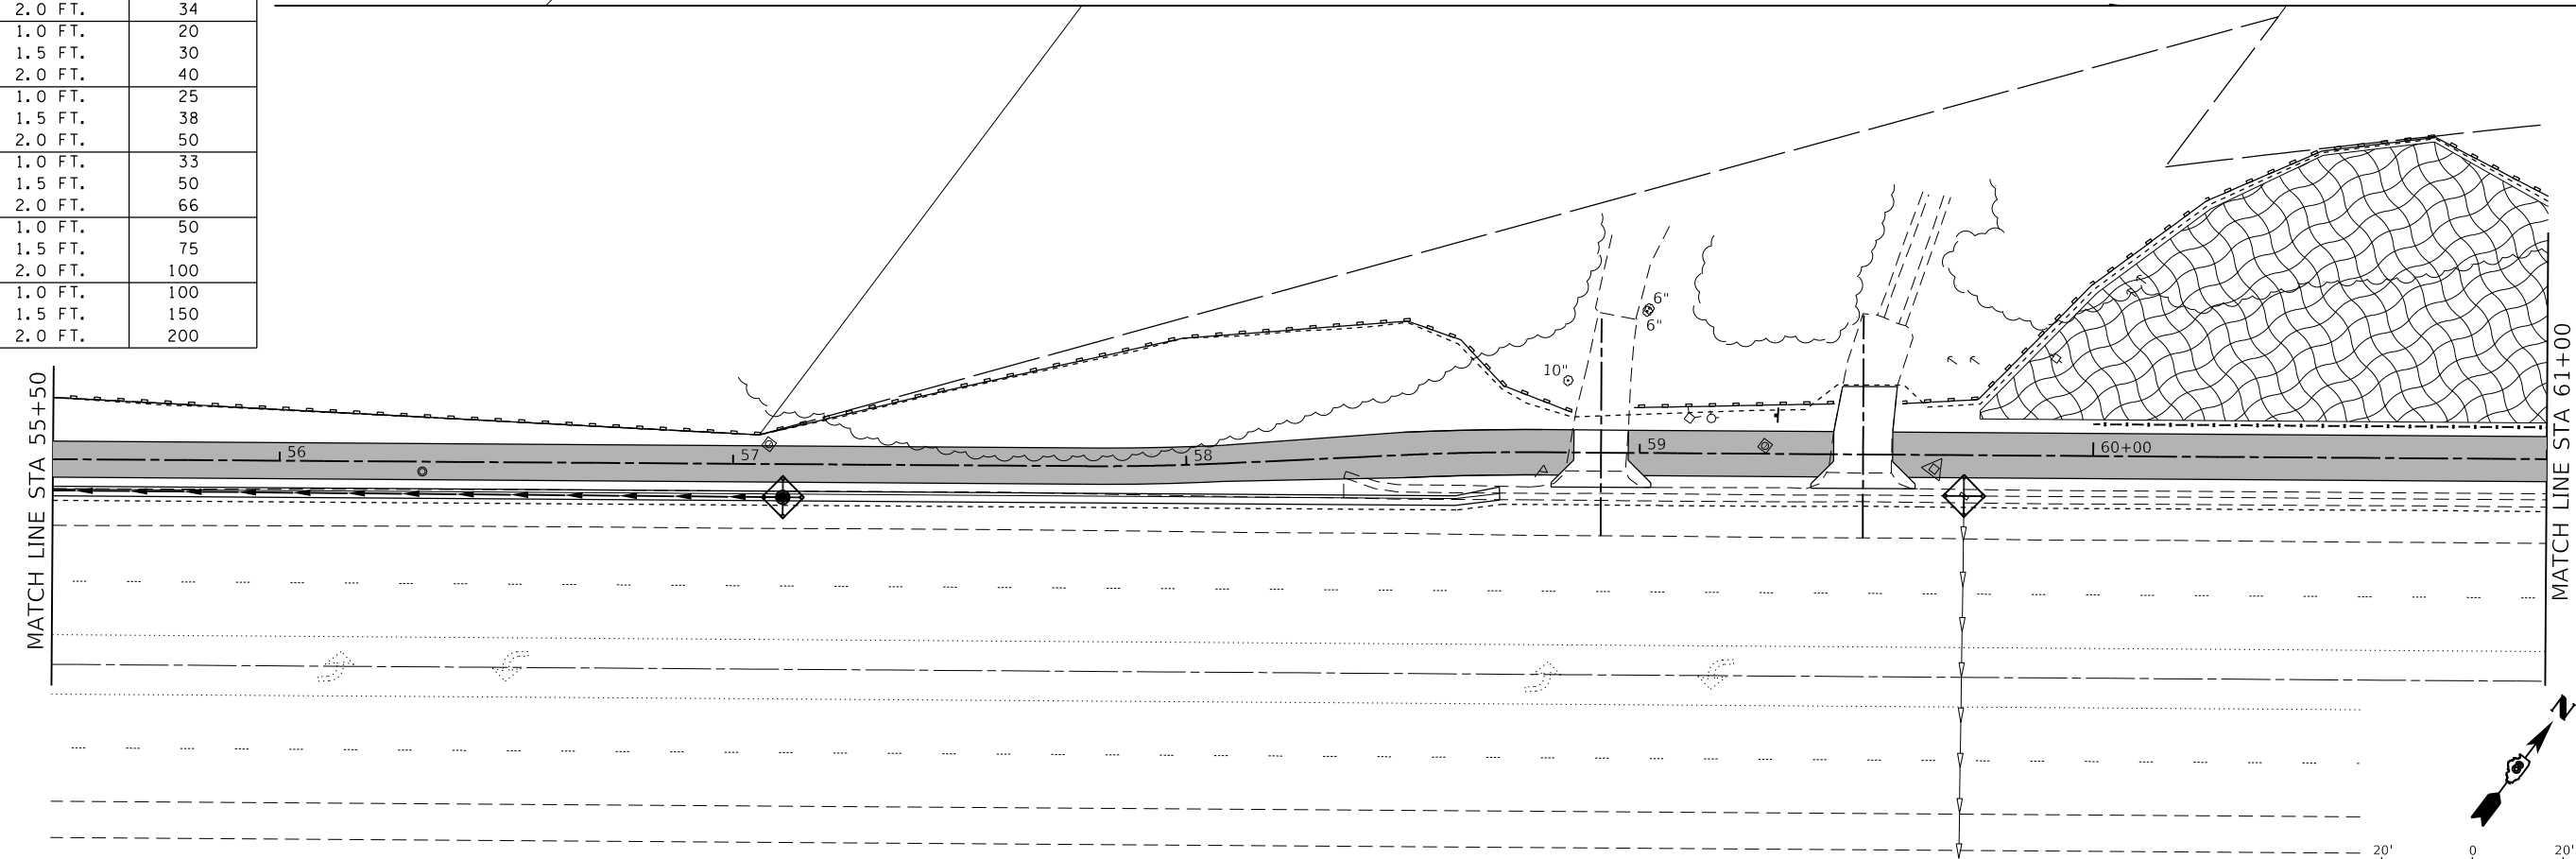 2.0 FT. 34
1.0 FT. 20
1.5 FT. 30
2.0 FT. 40
1.0 FT. 25
1.5 FT. 38
2.0 FT. 50
1.0 FT. 33
1.5 FT. 50
2.0 FT. 66
1.0 FT. 50
1.5 FT. 75
2.0 FT. 100
1.0 FT. 100
1.5 FT. 150
2.0 FT. 200
MATCH LINE STA 55+50
56
57
58
59
60+00
10"
6"
6"
MATCH LINE STA 61+00
N
20' 0 20'